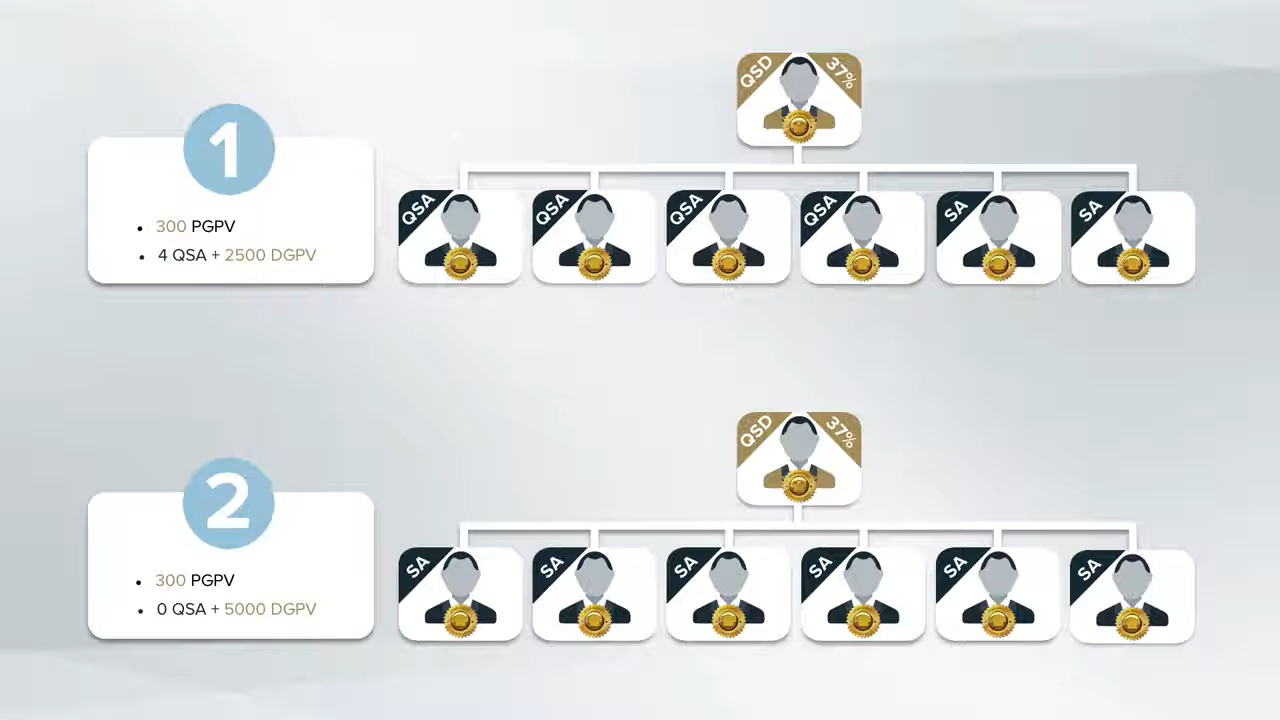 QSD 37%
1
QSA QSA QSA QSA SA SA
• 300 PGPV
• 4 QSA + 2500 DGPV
QSD 37%
2
SA SA SA SA SA SA
• 300 PGPV
• 0 QSA + 5000 DGPV